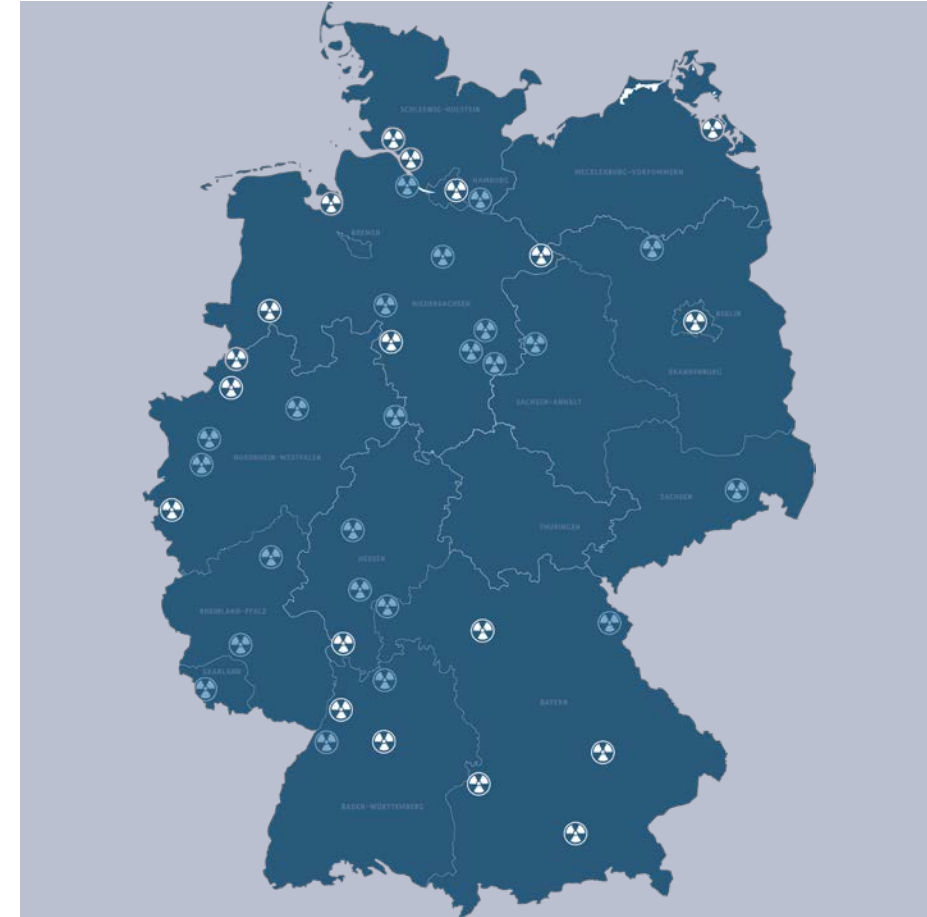 SCHLESWIG-HOLSTEIN
MECKLENBURG-VORPOMMERN
HAMBURG
BREMEN
NIEDERSACHSEN
BERLIN
BRANDENBURG
SACHSEN-ANHALT
NORDRHEIN-WESTFALEN
SACHSEN
THÜRINGEN
HESSEN
RHEINLAND-PFALZ
SAARLAND
BAYERN
BADEN-WÜRTTEMBERG